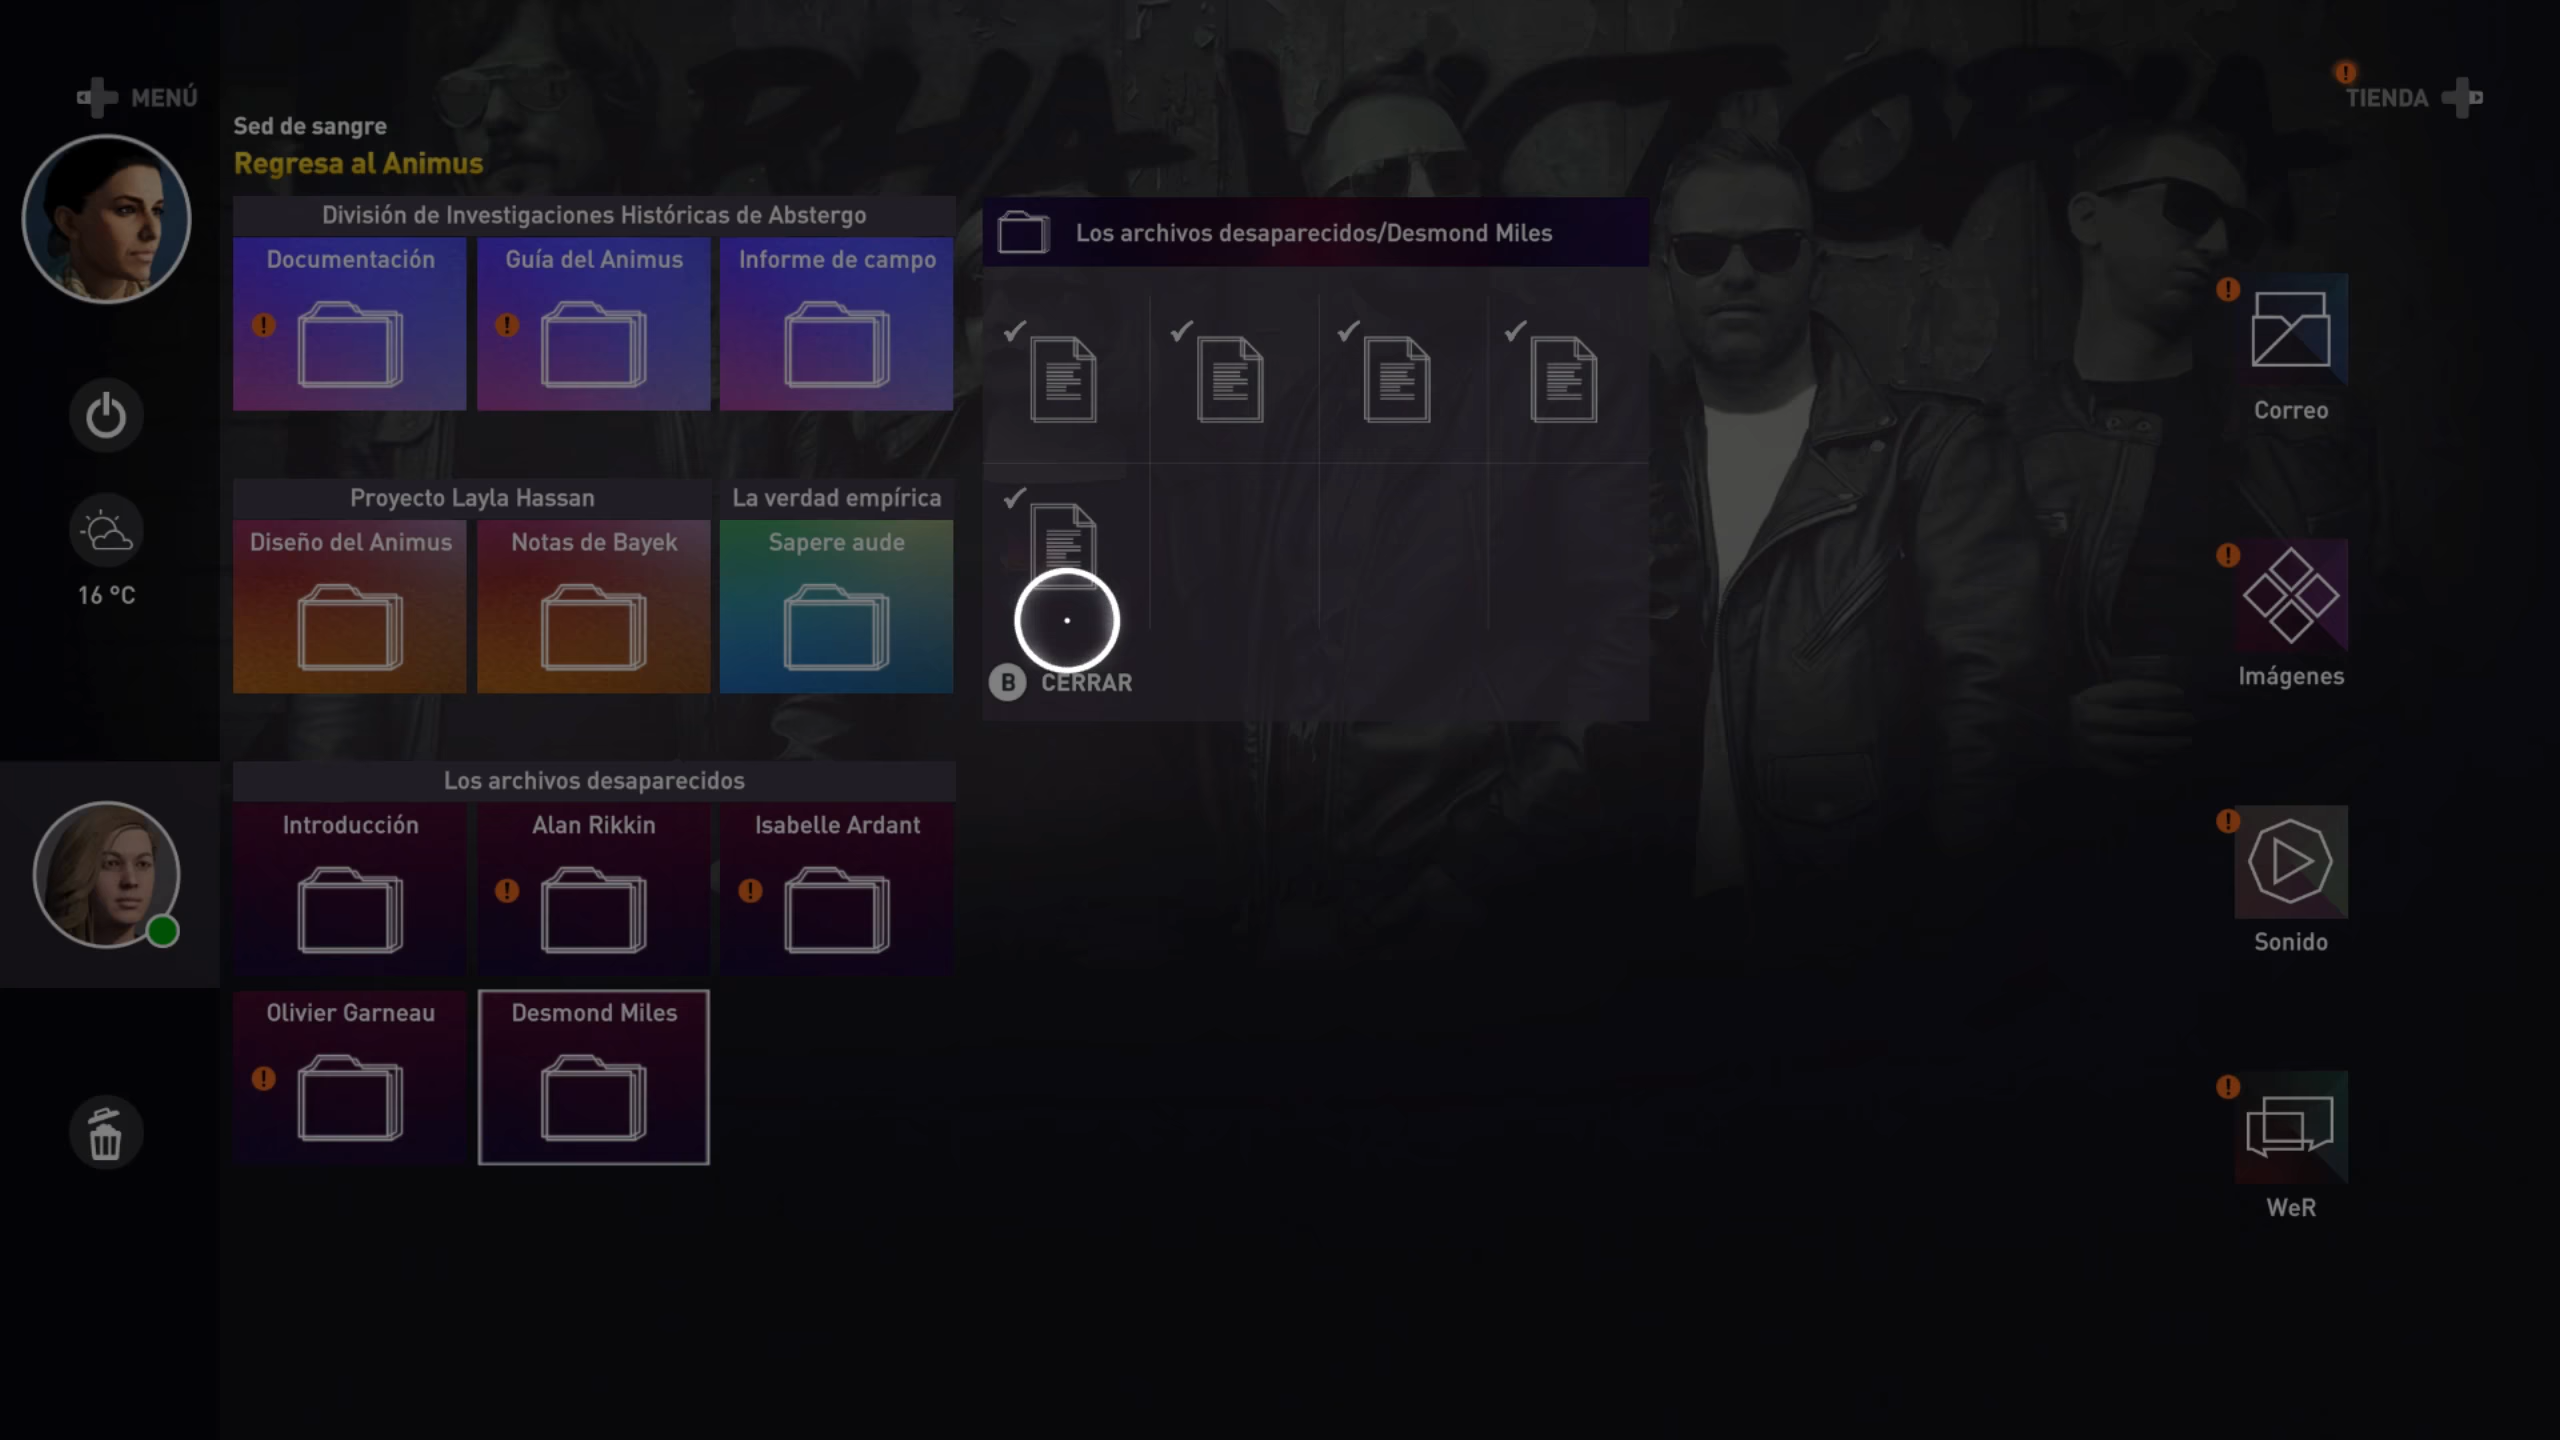 MENÚ
TIENDA
Sed de sangre
Regresa al Animus
División de Investigaciones Históricas de Abstergo
Documentación
Guía del Animus
Informe de campo
Proyecto Layla Hassan
La verdad empírica
Diseño del Animus
Notas de Bayek
Sapere aude
16 °C
Los archivos desaparecidos
Introducción
Alan Rikkin
Isabelle Ardant
Olivier Garneau
Desmond Miles
Los archivos desaparecidos/Desmond Miles
B CERRAR
Correo
Imágenes
Sonido
WeR